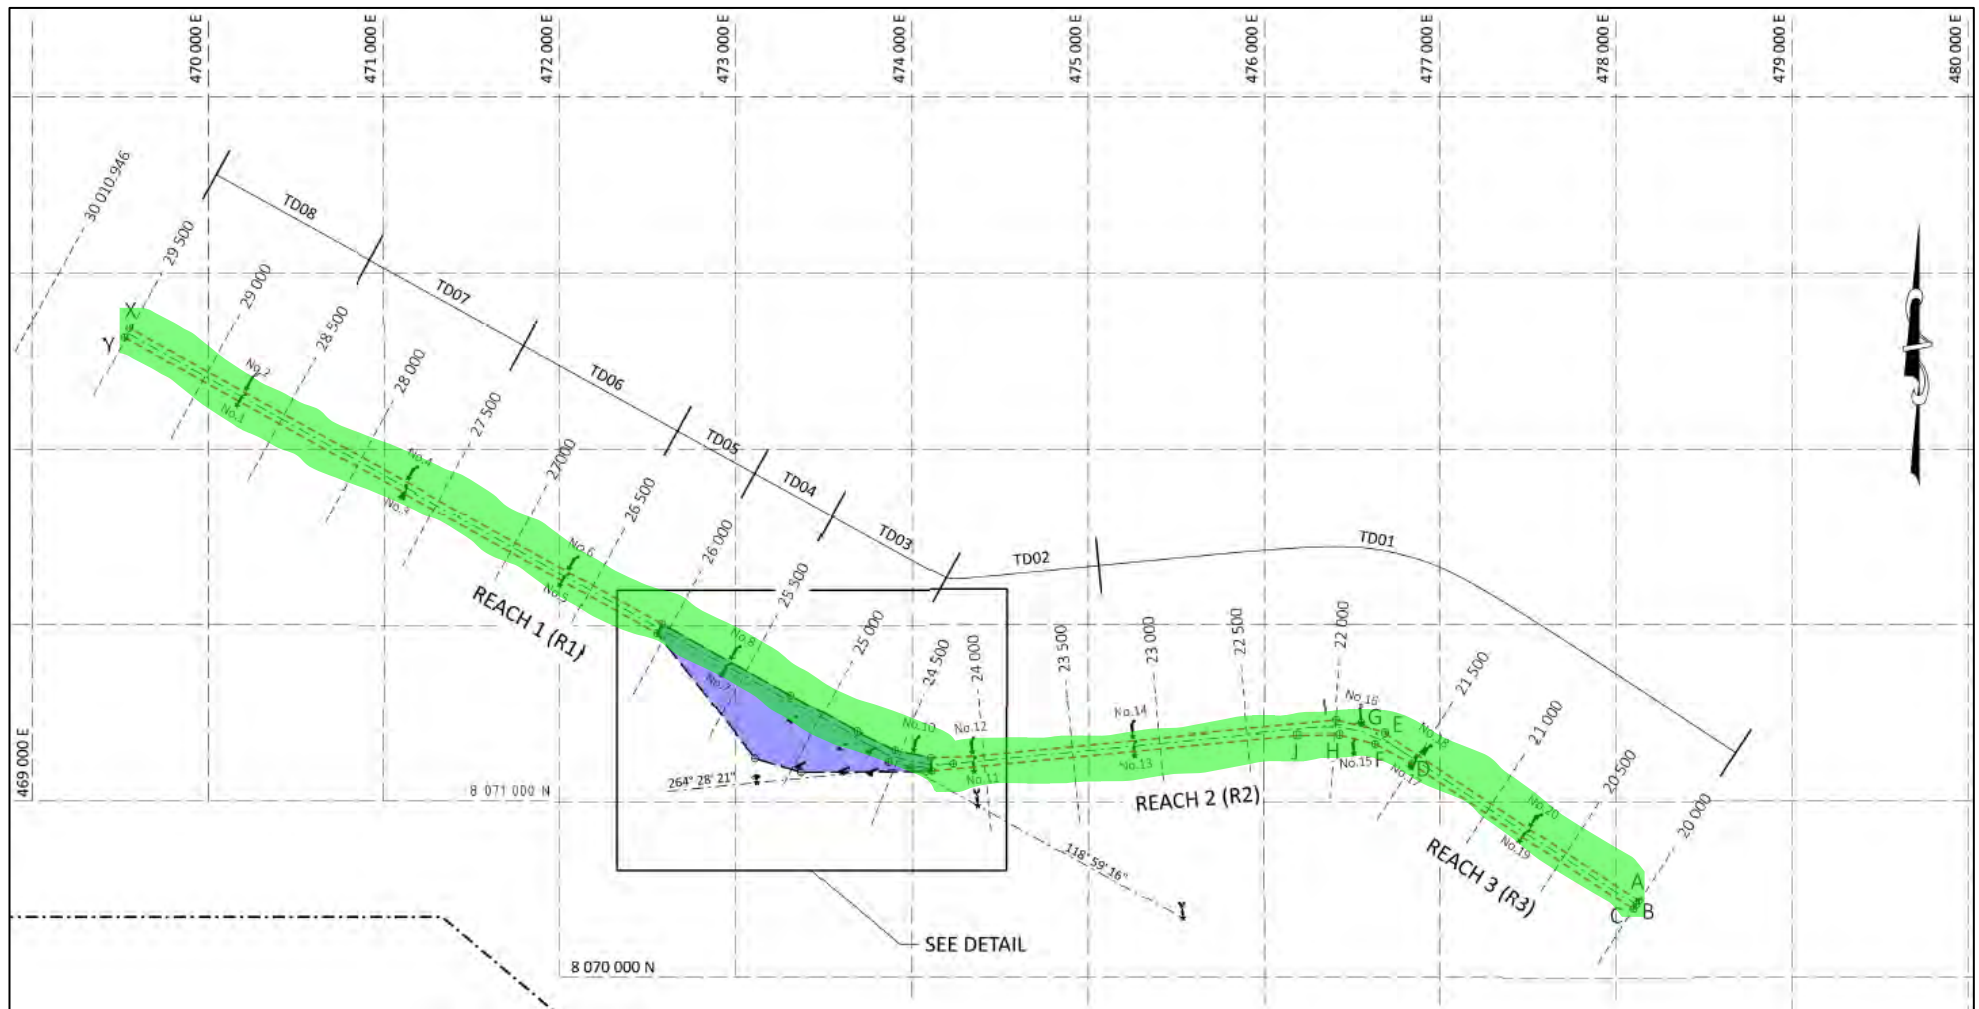 469 000 E
470 000 E
471 000 E
472 000 E
473 000 E
474 000 E
475 000 E
476 000 E
477 000 E
478 000 E
479 000 E
480 000 E
30 010.946
29 500
29 000
28 500
28 000
27 500
27000
26 500
26 000
25 500
25 000
24 500
24 000
23 500
23 000
22 500
22 000
21 500
21 000
20 500
20 000
TD08
TD07
TD06
TD05
TD04
TD03
TD02
TD01
X
Y
No.2
No.1
No.4
No.3
No.6
No.5
No.8
No.7
No.10
No.12
No.11
No.14
No.13
No.16
No.15
No.18
No.17
No.20
No.19
G
E
J
H
F
D
A
B
C
REACH 1 (R1)
REACH 2 (R2)
REACH 3 (R3)
264° 28' 21"
118° 59' 16"
8 071 000 N
SEE DETAIL
8 070 000 N